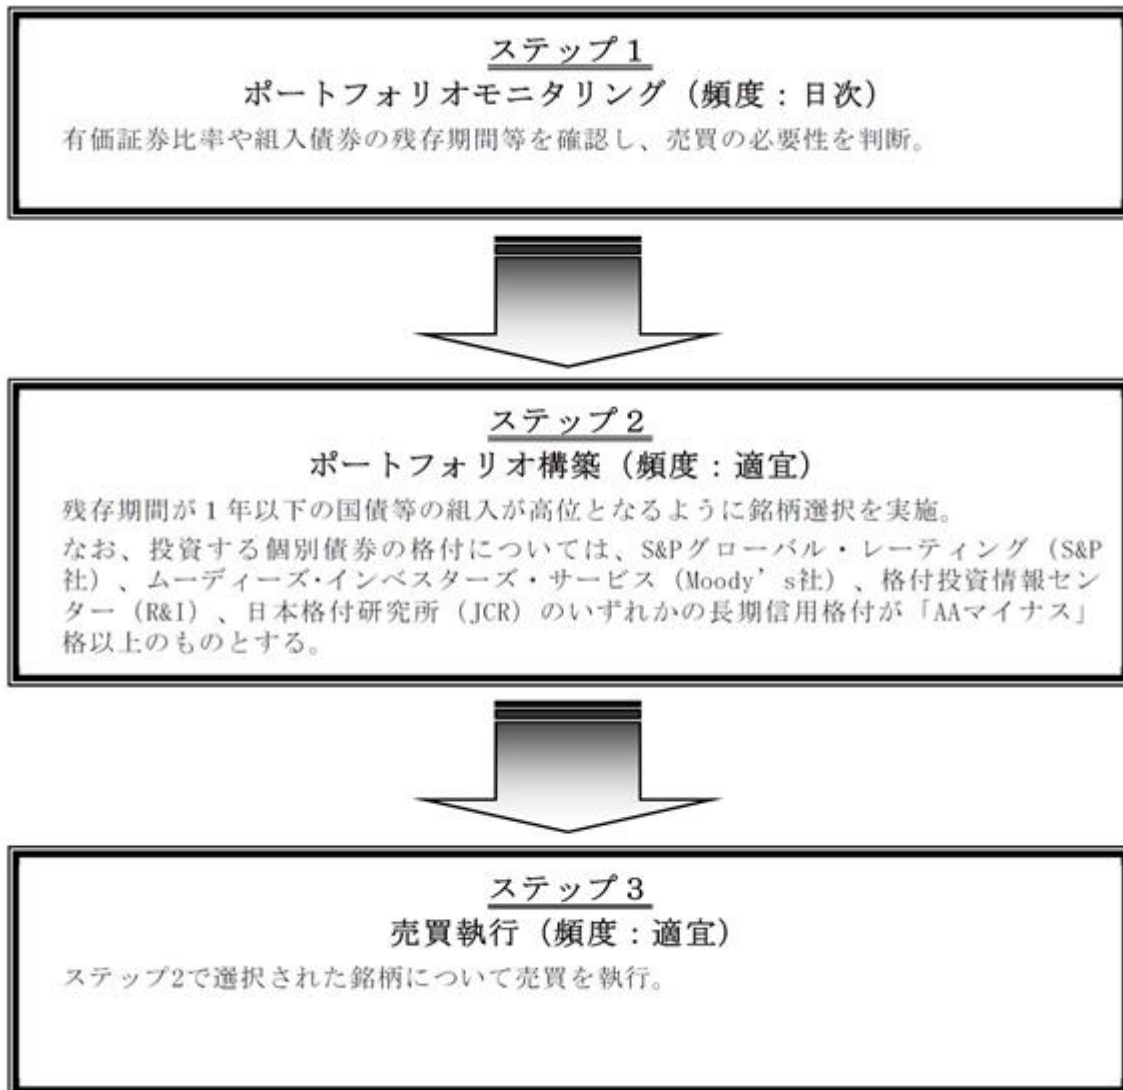 ステップ１
ポートフォリオモニタリング（頻度：日次）
有価証券比率や組入債券の残存期間等を確認し、売買の必要性を判断。
ステップ２
ポートフォリオ構築（頻度：適宜）
残存期間が１年以下の国債等の組入が高位となるように銘柄選択を実施。
なお、投資する個別債券の格付については、S&Pグローバル・レーティング（S&P
社）、ムーディーズ・インベスターズ・サービス（Moody’s社）、格付投資情報セン
ター（R&I）、日本格付研究所（JCR）のいずれかの長期信用格付が「AAマイナス」
格以上のものとする。
ステップ３
売買執行（頻度：適宜）
ステップ2で選択された銘柄について売買を執行。